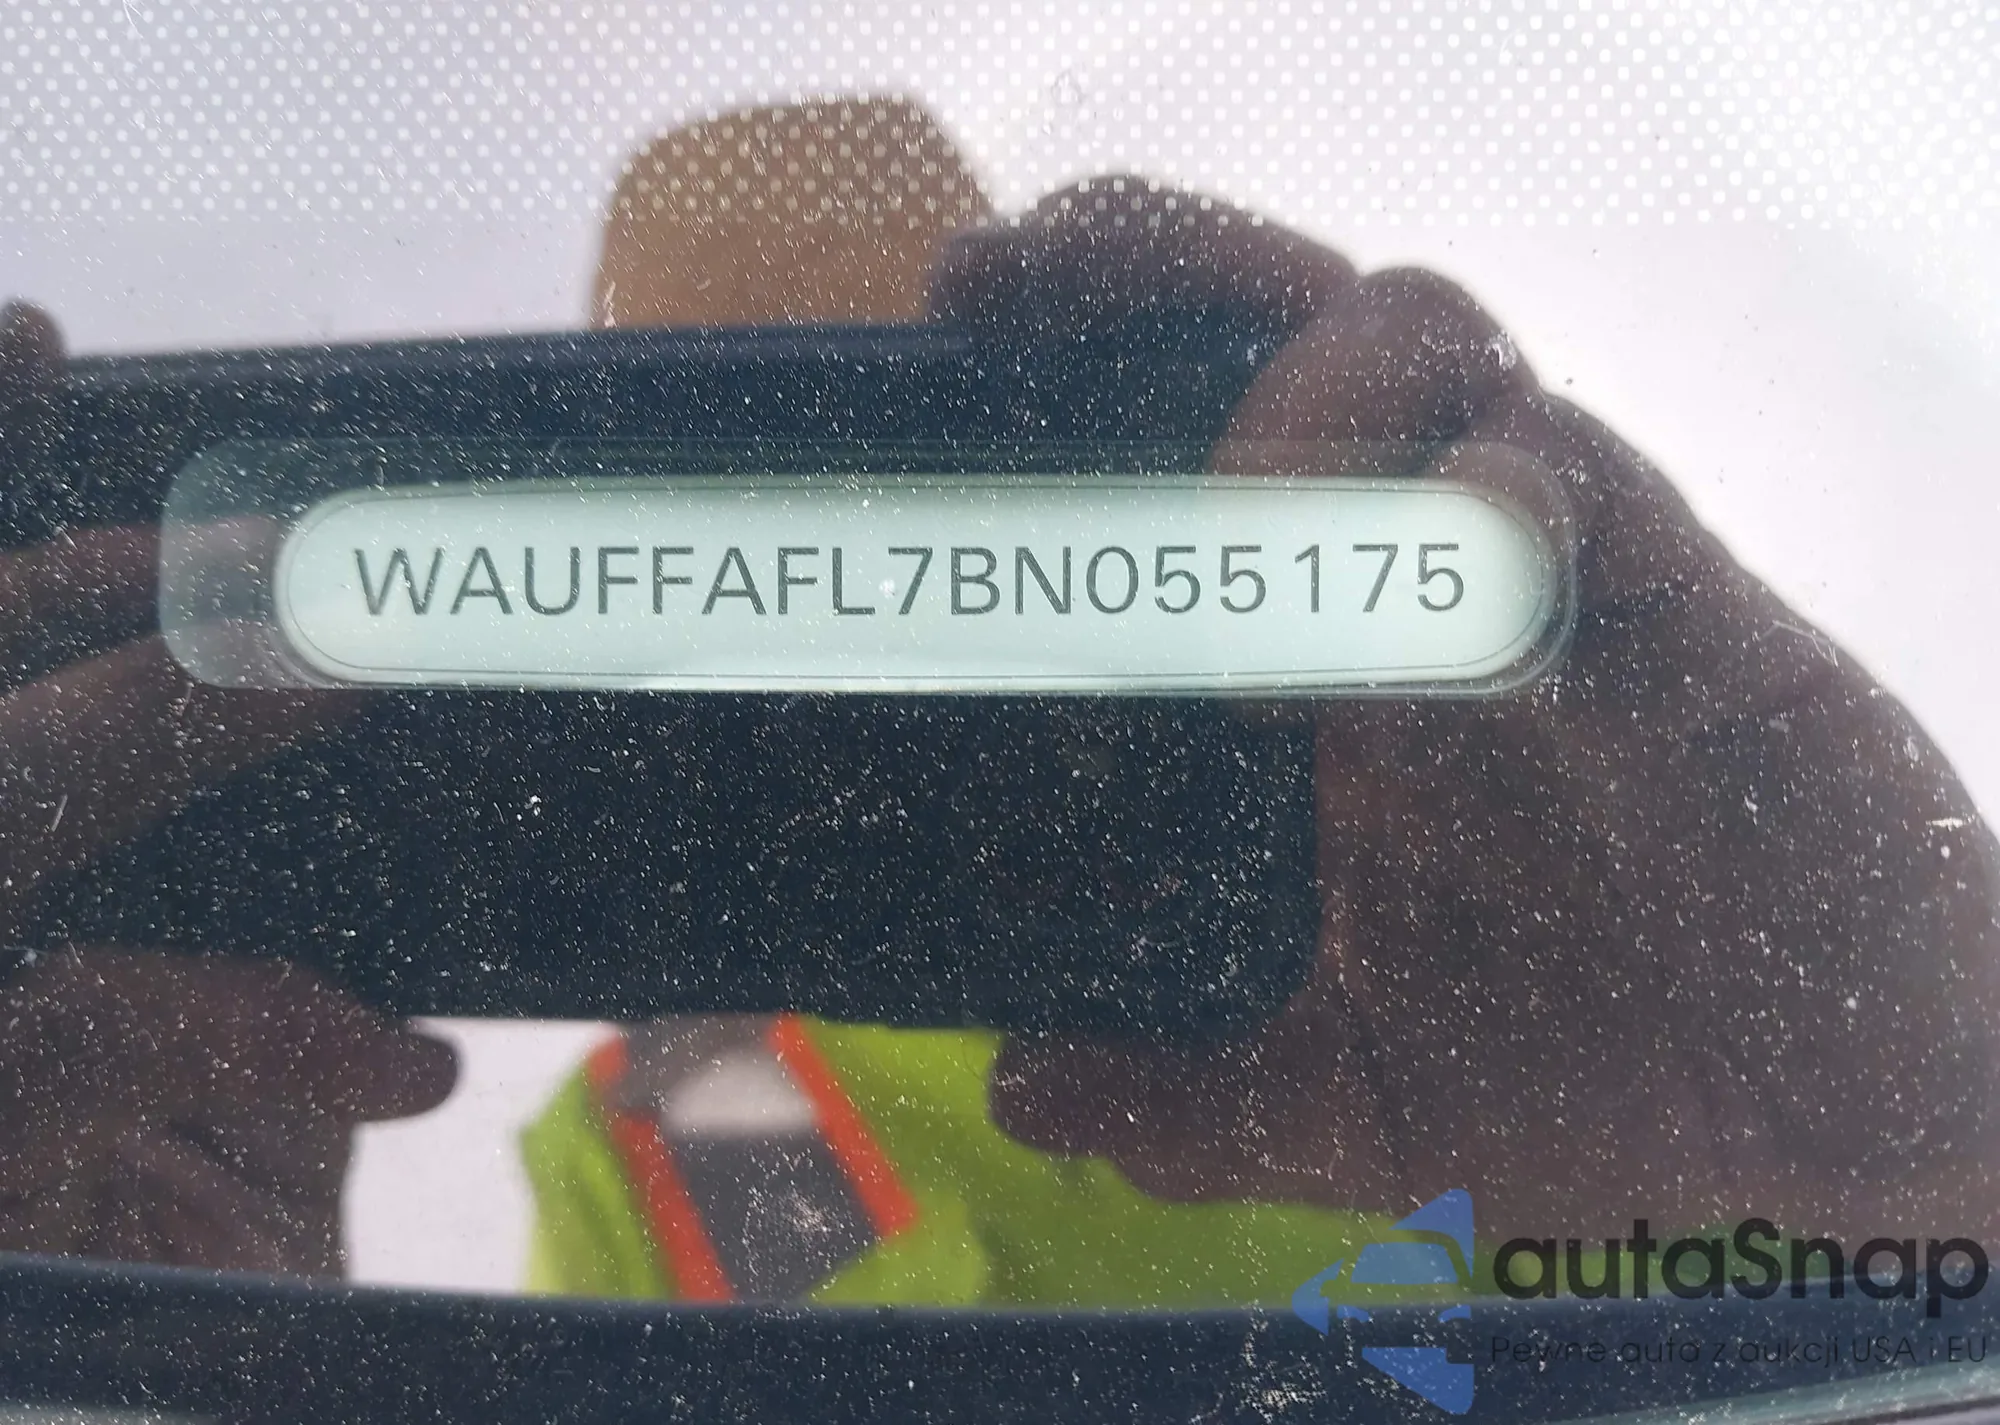 WAUFFAFL7BN055175
autaSnap
Pewne auta z aukcji USA i EU